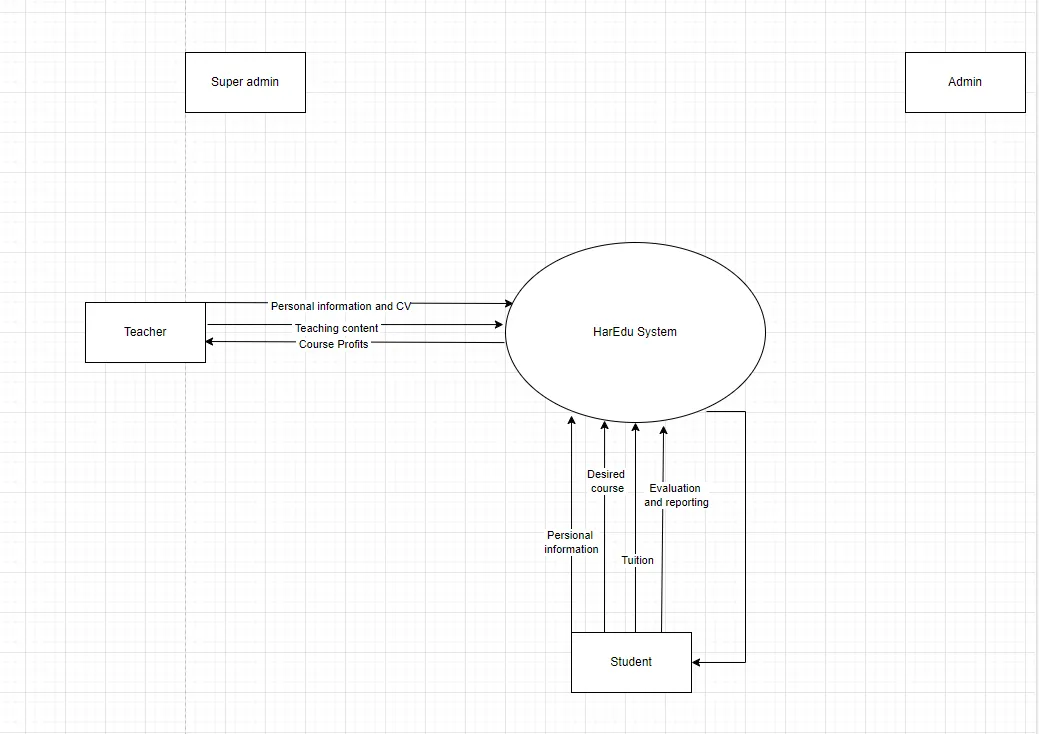 Super admin
Admin
Personal information and CV
Teacher
Teaching content
HarEdu System
Course Profits
Desired
course
Evaluation
and reporting
Persional
information
Tuition
Student